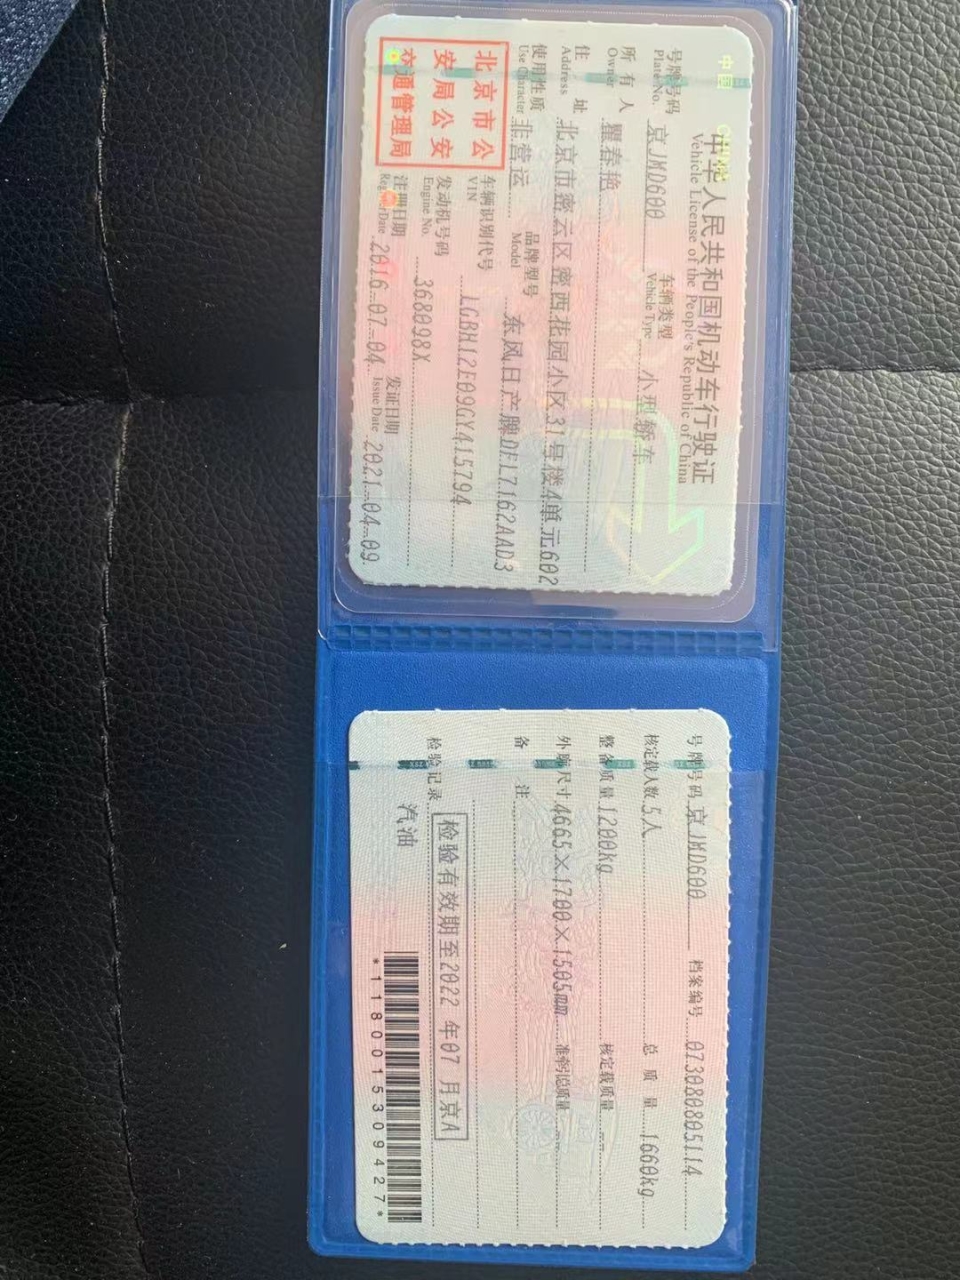 中华人民共和国机动车行驶证
Vehicle License of the People's Republic of China
号牌号码 京JMD600 车辆类型 小型轿车
Plate No. Vehicle Type
所有人 瞿春艳
Owner
住址 北京市密云区密西花园小区31号楼4单元602
Address
使用性质 非营运 品牌型号 东风日产牌DFL7162AAD3
Use Character Model
北京市公安局公安交通管理局
车辆识别代号 LGBH12E09GY415794
VIN
发动机号码 368098X
Engine No.
注册日期 2016-07-04 发证日期 2021-04-09
Register Date Issue Date
号牌号码 京JMD600 档案编号 073080805114
核定载人数 5人 总质量 1660kg
整备质量 1200kg 核定载质量 --
外廓尺寸 4665×1700×1505mm 准牵引总质量 --
备注
检验记录 检验有效期至2022年07月京A
汽油
*1180015309427*